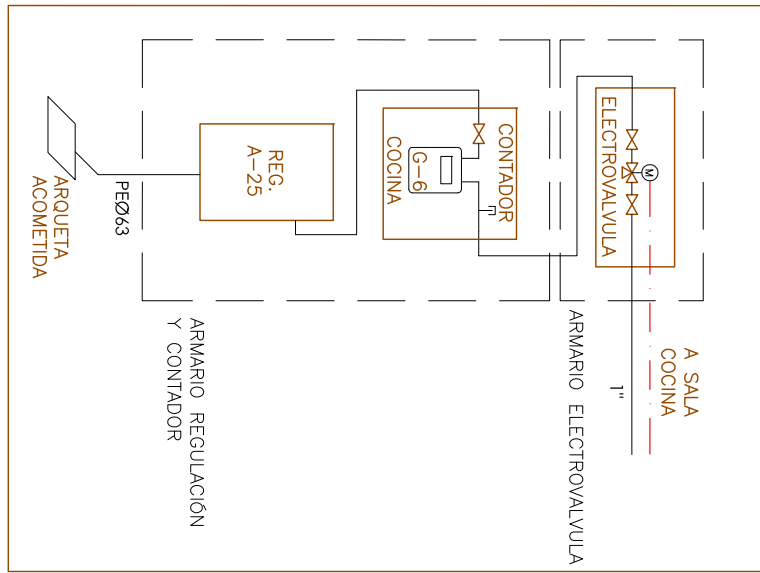 A SALA
COCINA
1"
ELECTROVALVULA
M
ARMARIO ELECTROVALVULA
CONTADOR
G-6
COCINA
REG.
A-25
ARMARIO REGULACIÓN
Y CONTADOR
PEØ63
ARQUETA
ACOMETIDA